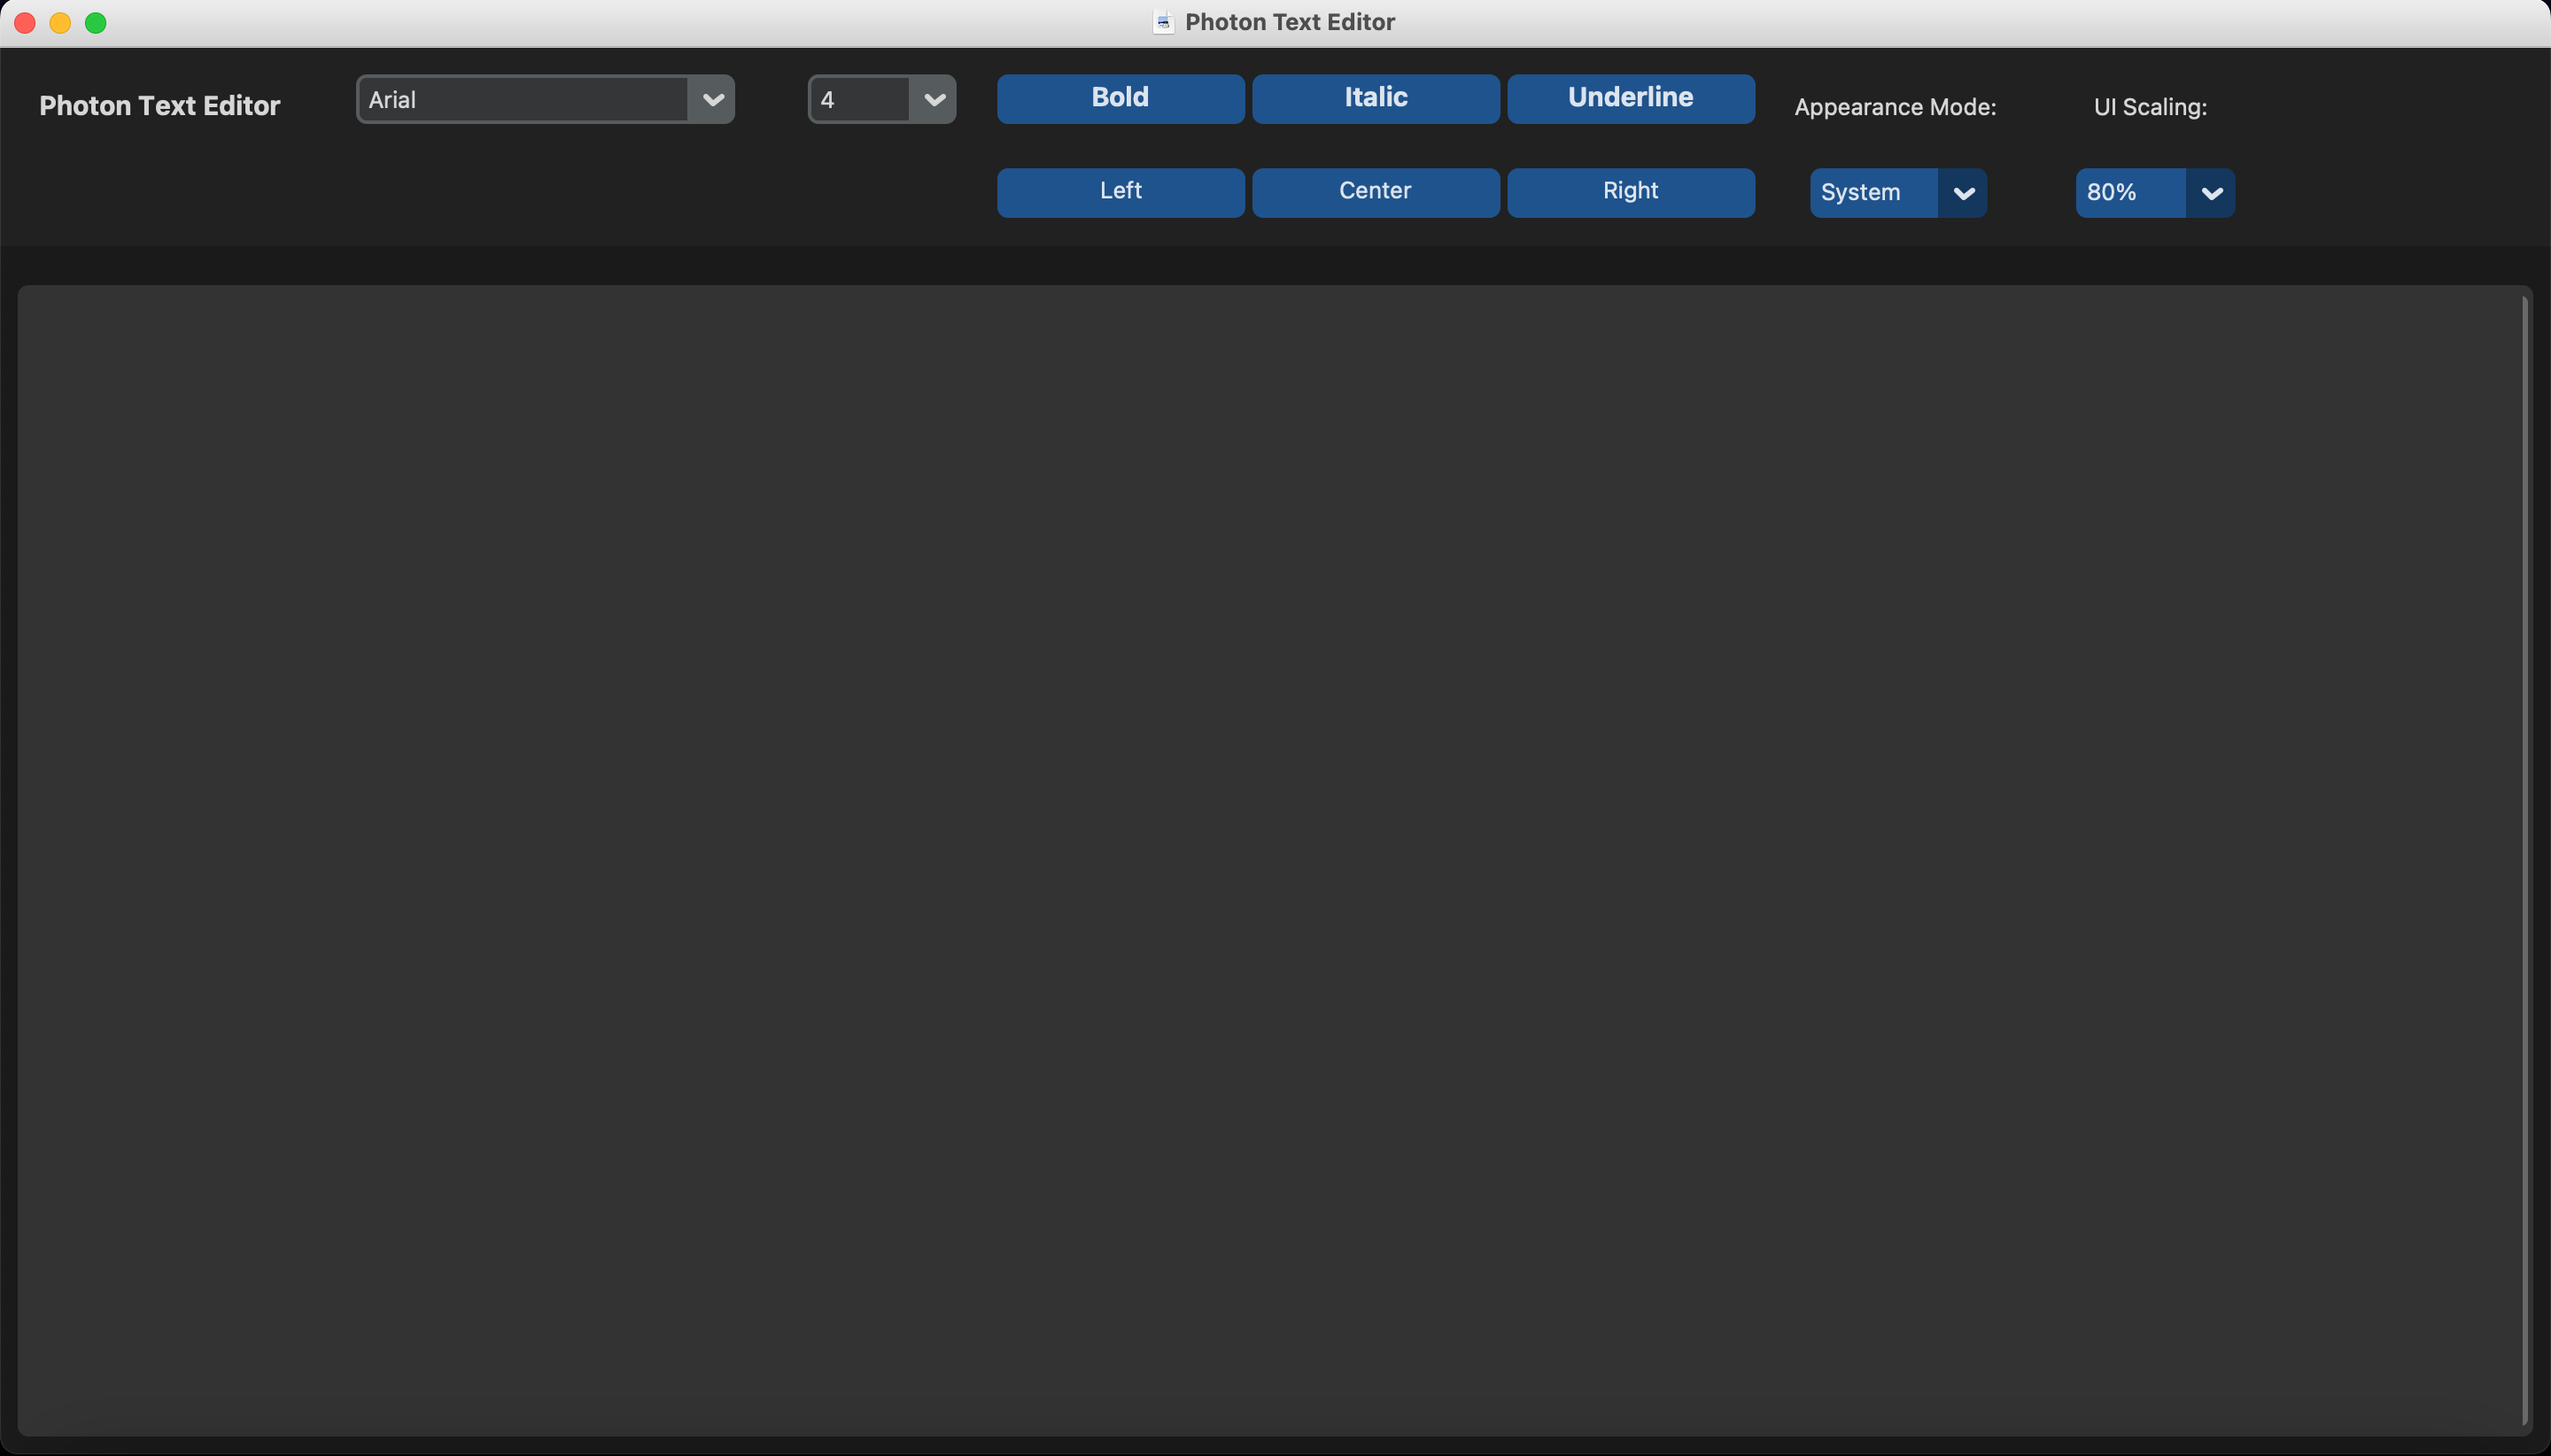 Photon Text Editor
Photon Text Editor Arial 4 Bold Italic Underline Appearance Mode: UI Scaling:
Left Center Right System 80%